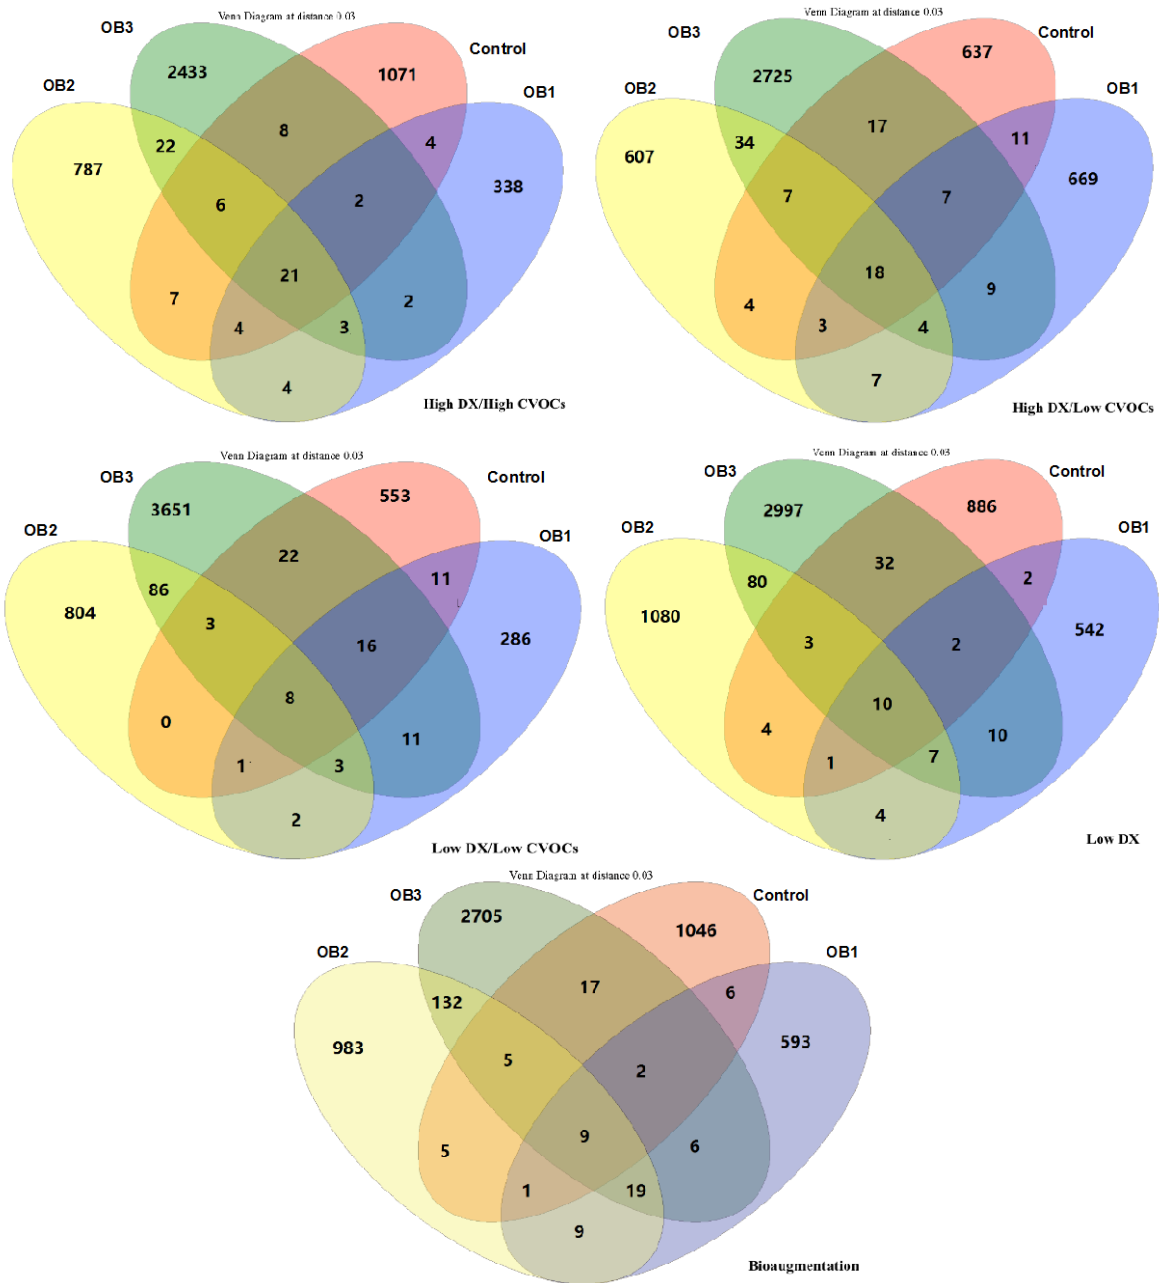 Venn Diagram at distance 0.03
OB3
Control
2433
1071
OB2
OB1
8
4
22
787
338
6
2
21
7
2
4
3
4
High DX/High CVOCs
Venn Diagram at distance 0.03
OB3
Control
637
2725
OB2
OB1
17
11
34
607
669
7
7
18
9
4
3
4
7
High DX/Low CVOCs
Venn Diagram at distance 0.03
OB3
Control
553
3651
OB2
OB1
22
11
86
804
3
286
16
8
0
11
1
3
2
Low DX/Low CVOCs
Venn Diagram at distance 0.03
OB3
Control
886
2997
OB2
OB1
32
2
80
1080
542
3
2
10
4
10
1
7
4
Low DX
Venn Diagram at distance 0.03
OB3
Control
2705
1046
OB2
OB1
17
6
132
983
593
5
2
9
5
6
1
19
9
Bioaugmentation